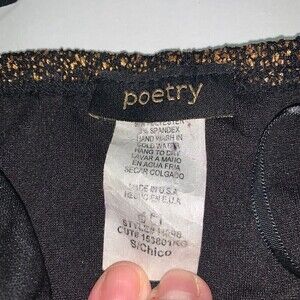 poetry
SPANDEX
HAND WASH IN
COLD WATER
HANG TO DRY
LAVAR A MANO
EN AGUA FRIA
SECAR COLGADO
MADE IN U.S.A
HECHO EN E.U.A
S/Chico